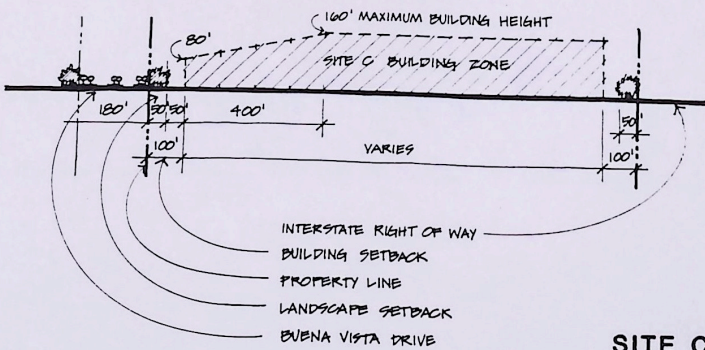 160' MAXIMUM BUILDING HEIGHT
80'
SITE C BUILDING ZONE
180' 50' 50' 400' 50'
100' VARIES 100'
INTERSTATE RIGHT OF WAY
BUILDING SETBACK
PROPERTY LINE
LANDSCAPE SETBACK
BUENA VISTA DRIVE
SITE C